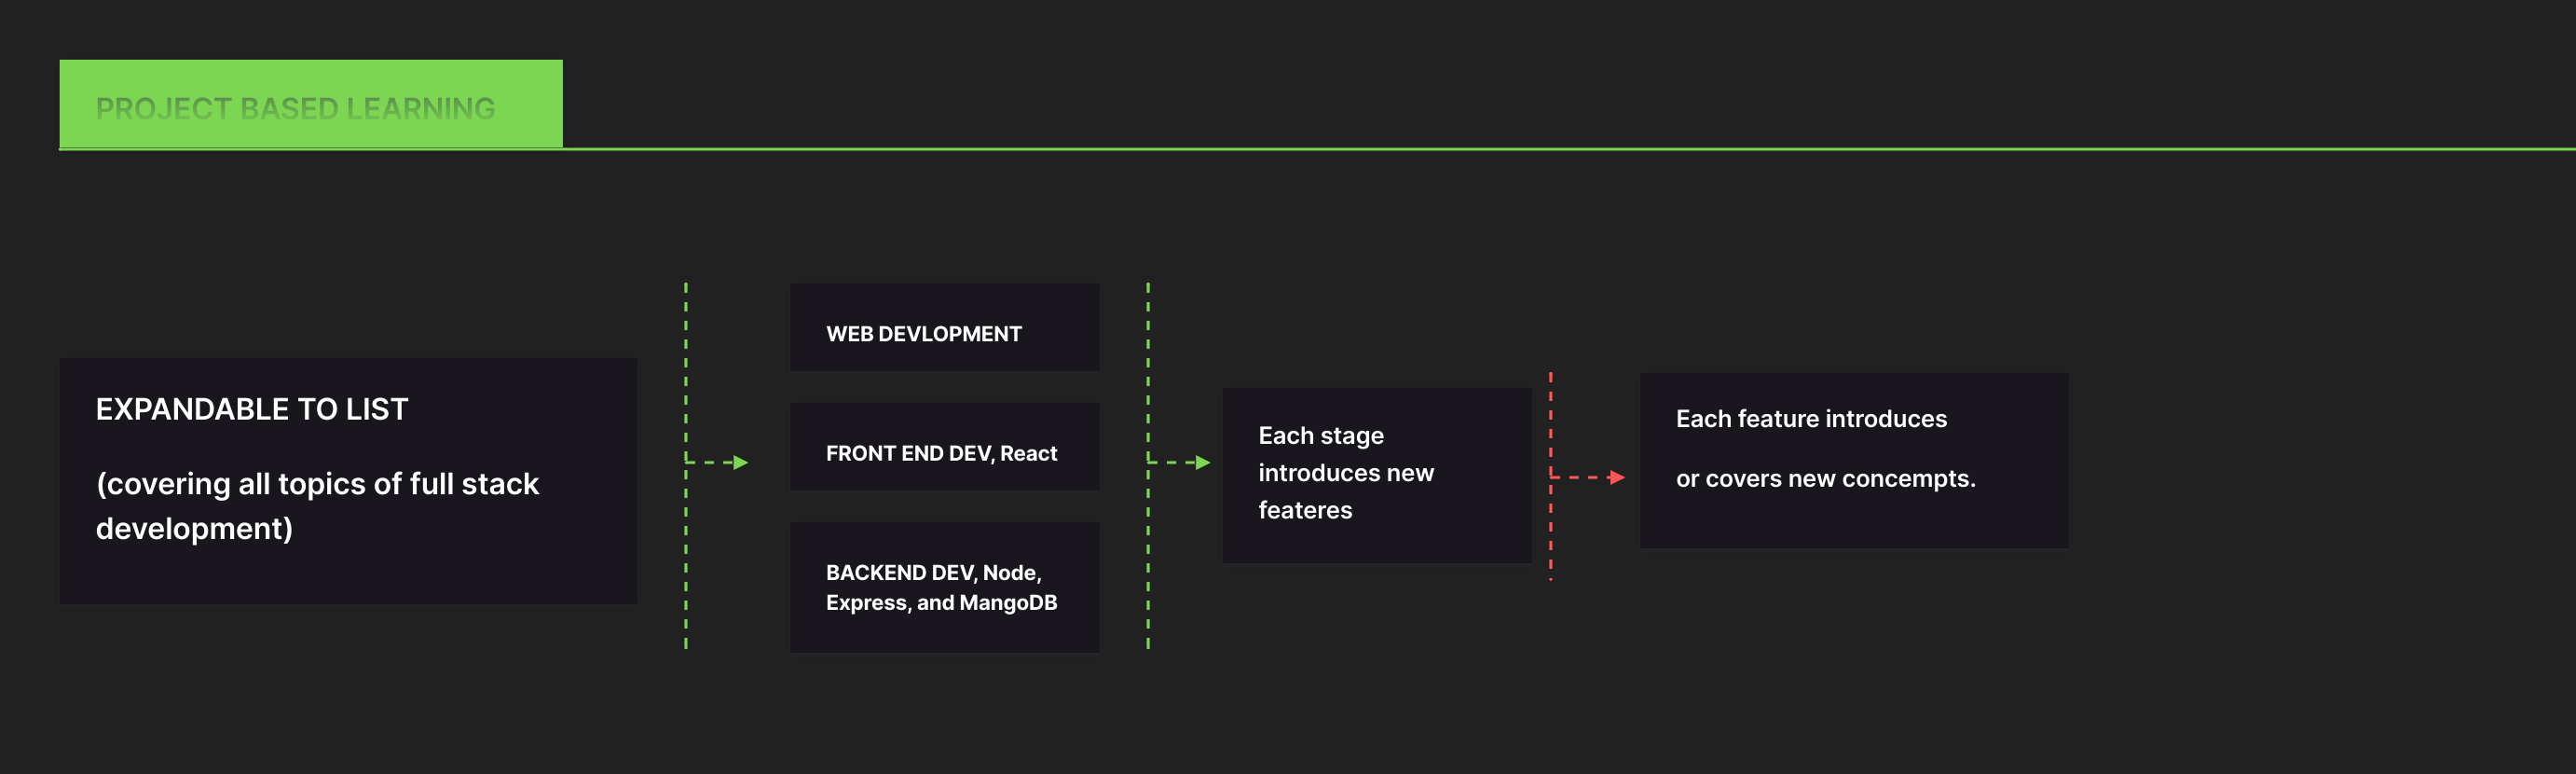 PROJECT BASED LEARNING
EXPANDABLE TO LIST
(covering all topics of full stack
development)
WEB DEVLOPMENT
FRONT END DEV, React
BACKEND DEV, Node,
Express, and MangoDB
Each stage
introduces new
feateres
Each feature introduces
or covers new concempts.